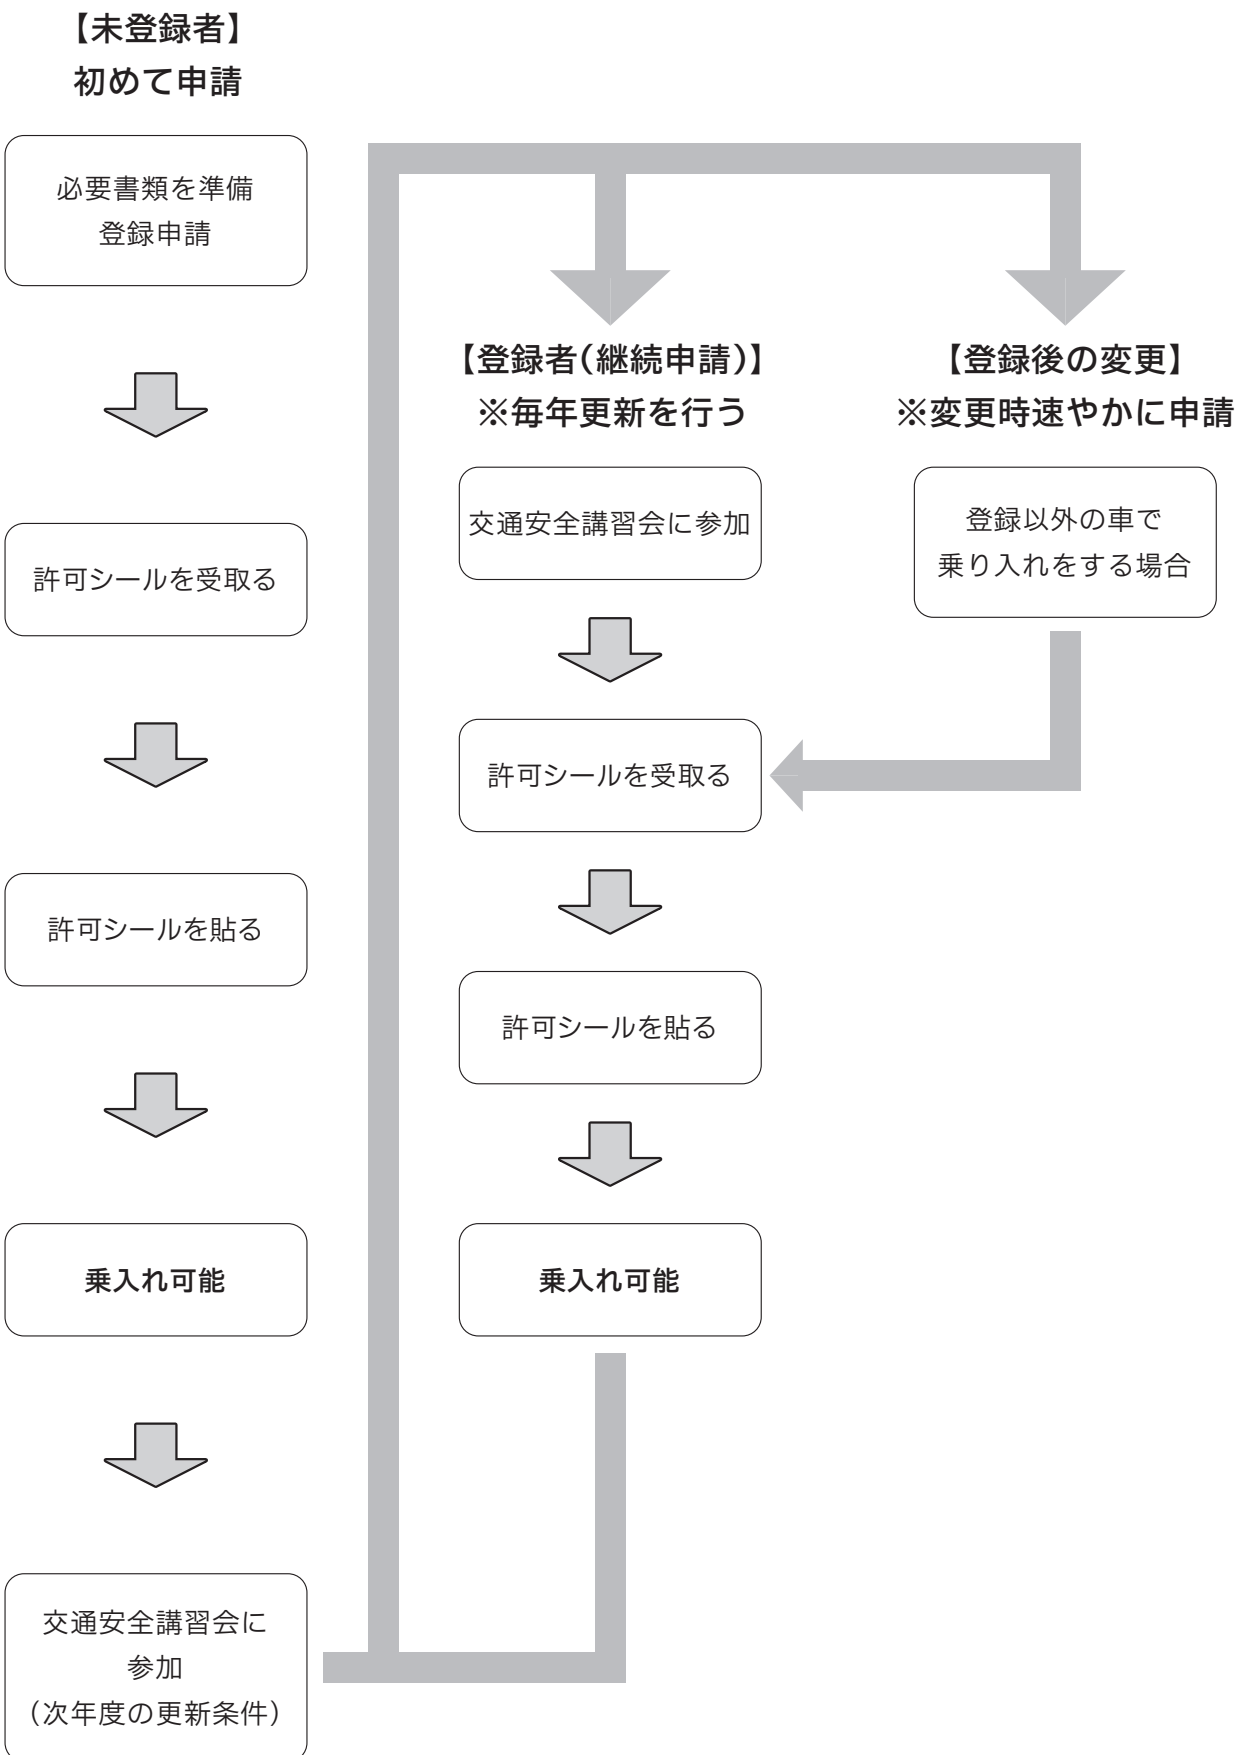 【未登録者】
初めて申請
必要書類を準備
登録申請
許可シールを受取る
許可シールを貼る
乗入れ可能
交通安全講習会に
参加
(次年度の更新条件)
【登録者(継続申請)】
※毎年更新を行う
交通安全講習会に参加
許可シールを受取る
許可シールを貼る
乗入れ可能
【登録後の変更】
※変更時速やかに申請
登録以外の車で
乗り入れをする場合